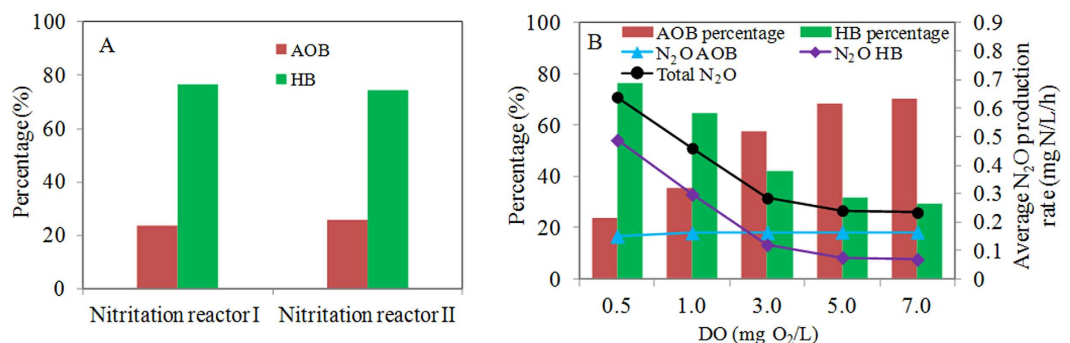 A
AOB
HB
Percentage (%)
100
80
60
40
20
0
Nitritation reactor I
Nitritation reactor II
B
AOB percentage
HB percentage
N₂O AOB
N₂O HB
Total N₂O
Percentage (%)
100
80
60
40
20
0
0.9
0.8
0.7
0.6
0.5
0.4
0.3
0.2
0.1
0
Average N₂O production
rate (mg N/L/h)
0.5 1.0 3.0 5.0 7.0
DO (mg O₂/L)